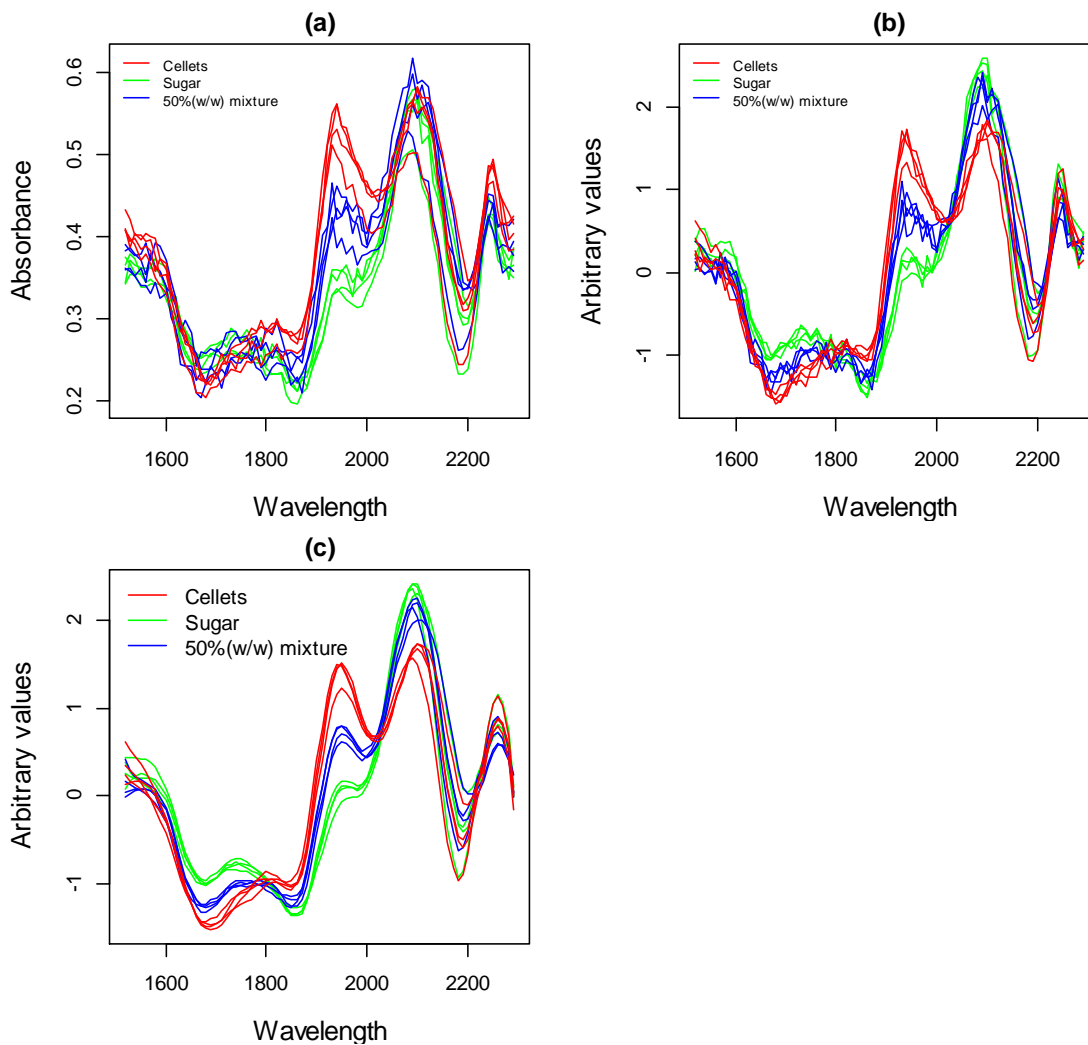 (a)
Cellets
Sugar
50%(w/w) mixture
Absorbance
0.6
0.5
0.4
0.3
0.2
1600 1800 2000 2200
Wavelength
(b)
Cellets
Sugar
50%(w/w) mixture
Arbitrary values
2
1
0
-1
1600 1800 2000 2200
Wavelength
(c)
Cellets
Sugar
50%(w/w) mixture
Arbitrary values
2
1
0
-1
1600 1800 2000 2200
Wavelength